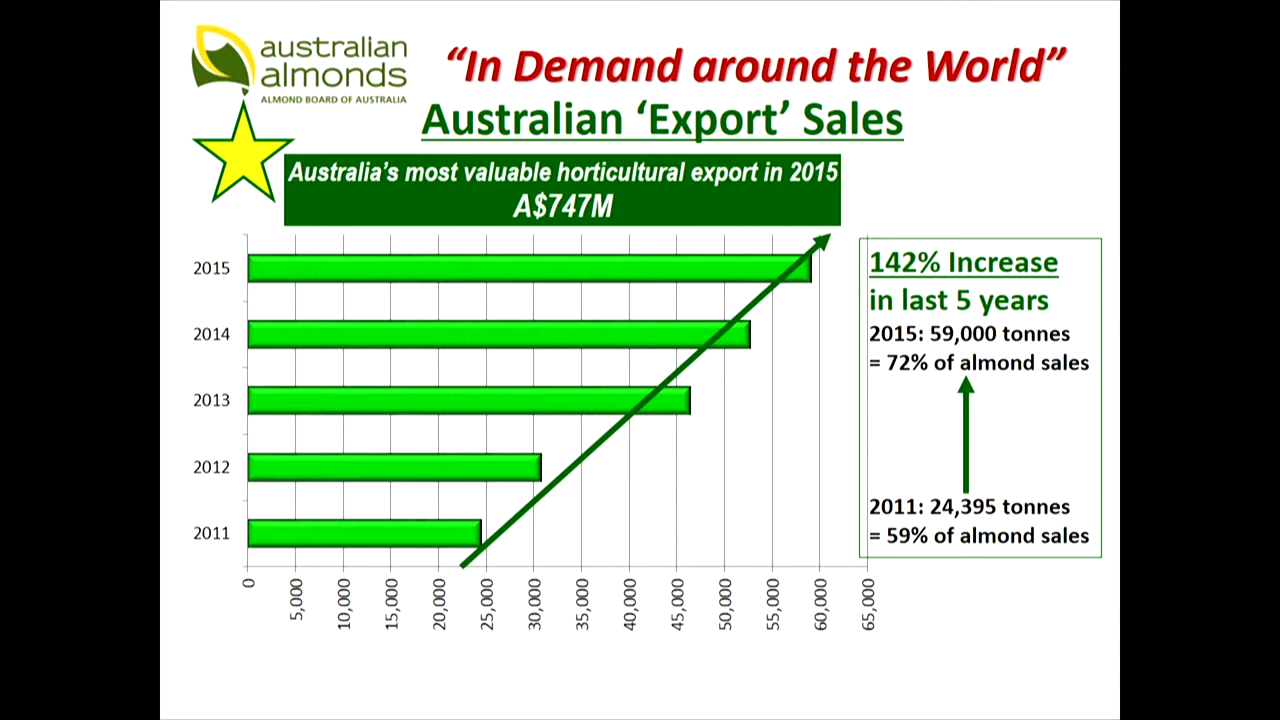 australian
almonds
ALMOND BOARD OF AUSTRALIA
“In Demand around the World”
Australian ‘Export’ Sales
Australia’s most valuable horticultural export in 2015
A$747M
2015
2014
2013
2012
2011
0
5,000
10,000
15,000
20,000
25,000
30,000
35,000
40,000
45,000
50,000
55,000
60,000
65,000
142% Increase
in last 5 years
2015: 59,000 tonnes
= 72% of almond sales
2011: 24,395 tonnes
= 59% of almond sales